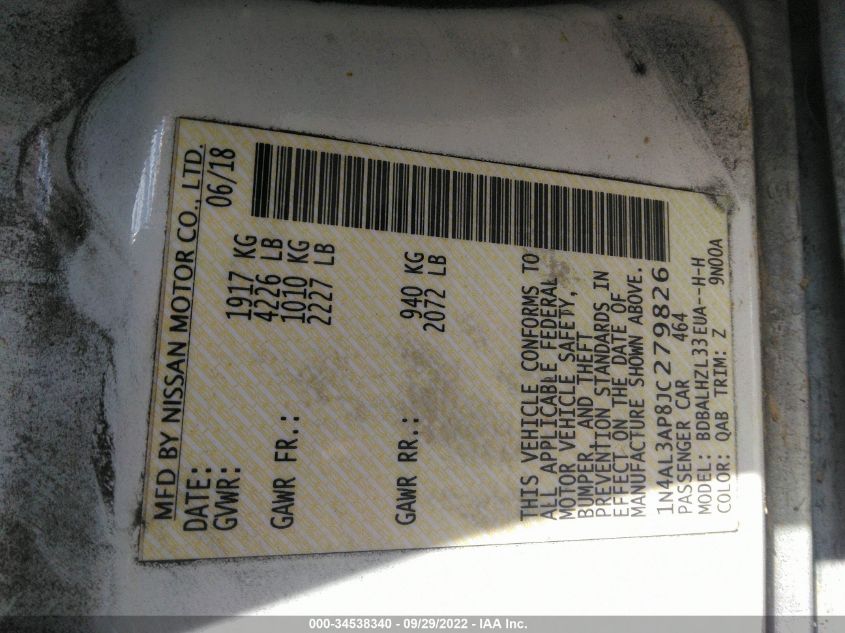 MFD BY NISSAN MOTOR CO., LTD.
DATE: 06/18
GVWR: 1917 KG
4226 LB
GAWR FR.: 1010 KG
2227 LB
GAWR RR.: 940 KG
2072 LB
THIS VEHICLE CONFORMS TO
ALL APPLICABLE FEDERAL
MOTOR VEHICLE SAFETY,
BUMPER, AND THEFT
PREVENTION STANDARDS IN
EFFECT ON THE DATE OF
MANUFACTURE SHOWN ABOVE.
1N4AL3AP8JC279826
PASSENGER CAR 464
MODEL: BDBALHZL33EUA--H-H
COLOR: QAB TRIM: Z 9N00A
000-34538340 - 09/29/2022 - IAA Inc.